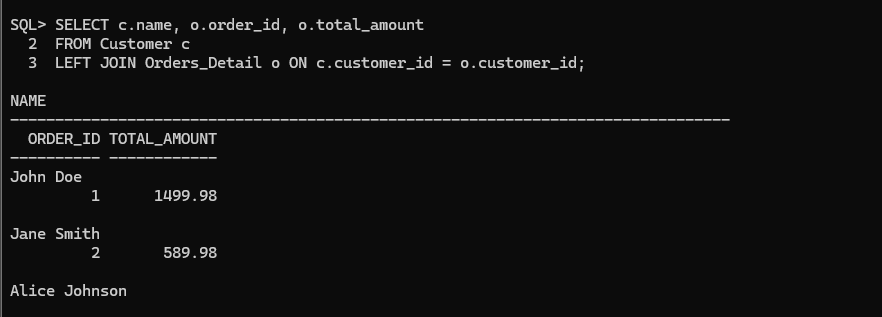 SQL> SELECT c.name, o.order_id, o.total_amount
  2  FROM Customer c
  3  LEFT JOIN Orders_Detail o ON c.customer_id = o.customer_id;

NAME
--------------------------------------------------------------------------------
  ORDER_ID TOTAL_AMOUNT
---------- ------------
John Doe
         1      1499.98

Jane Smith
         2       589.98

Alice Johnson